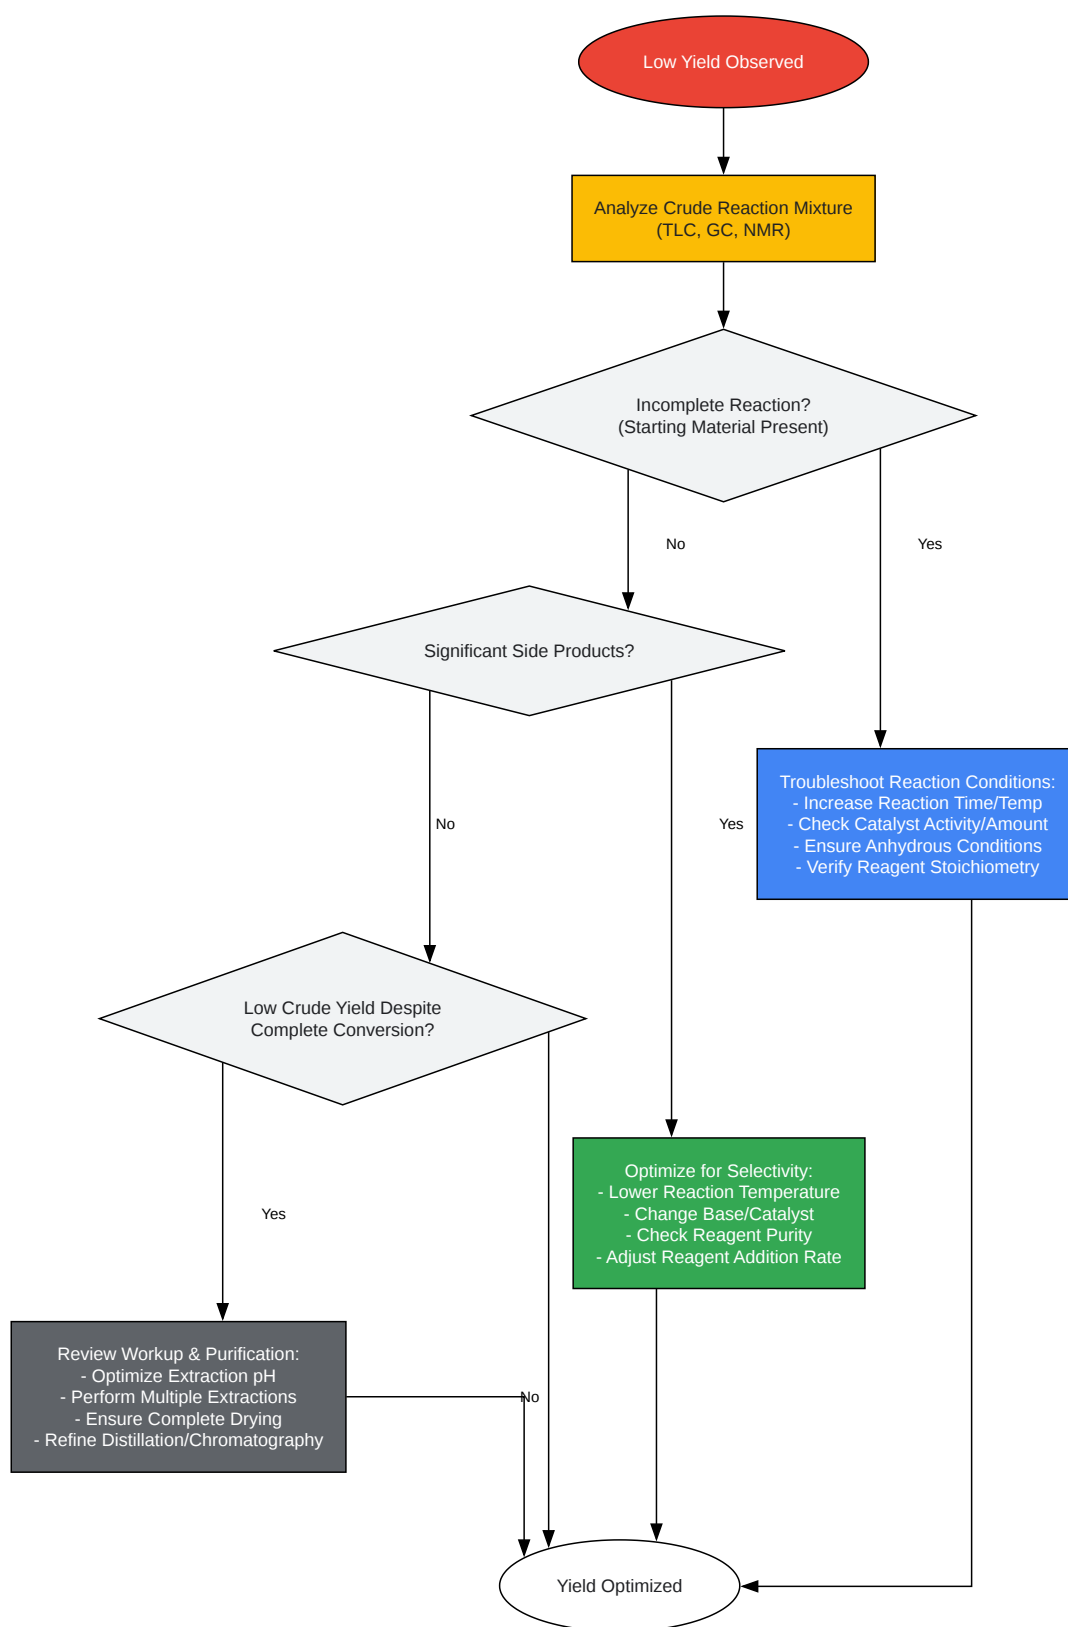 Low Yield Observed
Analyze Crude Reaction Mixture
(TLC, GC, NMR)
Incomplete Reaction?
(Starting Material Present)
No
Yes
Significant Side Products?
Troubleshoot Reaction Conditions:
- Increase Reaction Time/Temp
- Check Catalyst Activity/Amount
- Ensure Anhydrous Conditions
- Verify Reagent Stoichiometry
No
Yes
Low Crude Yield Despite
Complete Conversion?
Optimize for Selectivity:
- Lower Reaction Temperature
- Change Base/Catalyst
- Check Reagent Purity
- Adjust Reagent Addition Rate
Yes
Review Workup & Purification:
- Optimize Extraction pH
- Perform Multiple Extractions
- Ensure Complete Drying
- Refine Distillation/Chromatography
No
Yield Optimized